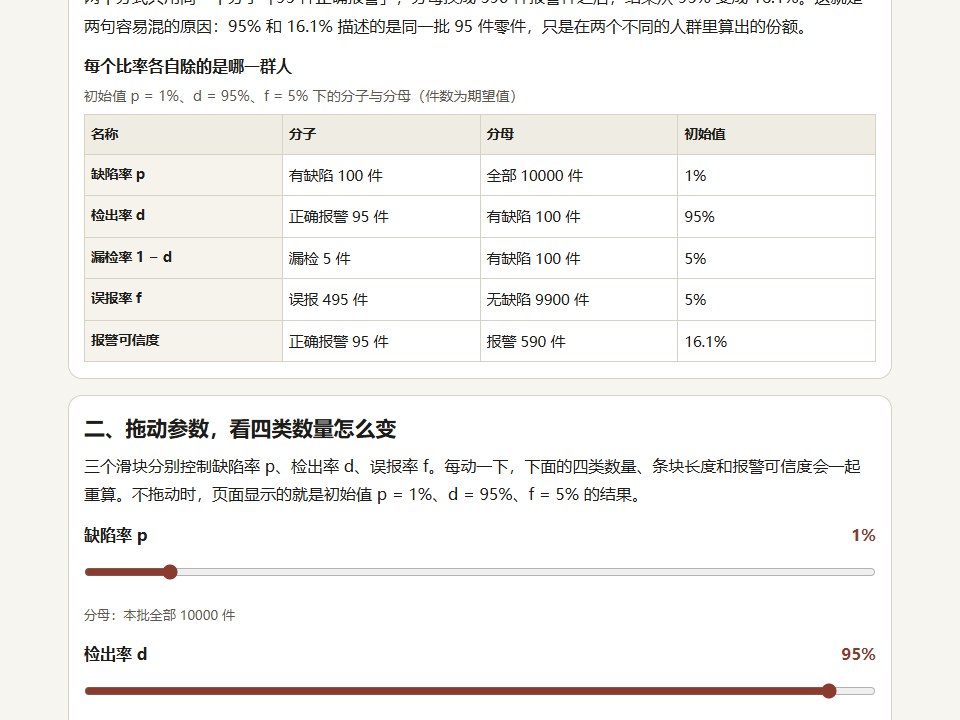 两句容易混的原因：95% 和 16.1% 描述的是同一批 95 件零件，只是在两个不同的人群里算出的份额。
每个比率各自除的是哪一群人
初始值 p = 1%、d = 95%、f = 5% 下的分子与分母（件数为期望值）
名称 分子 分母 初始值
缺陷率 p 有缺陷 100 件 全部 10000 件 1%
检出率 d 正确报警 95 件 有缺陷 100 件 95%
漏检率 1 − d 漏检 5 件 有缺陷 100 件 5%
误报率 f 误报 495 件 无缺陷 9900 件 5%
报警可信度 正确报警 95 件 报警 590 件 16.1%
二、拖动参数，看四类数量怎么变
三个滑块分别控制缺陷率 p、检出率 d、误报率 f。每动一下，下面的四类数量、条块长度和报警可信度会一起
重算。不拖动时，页面显示的就是初始值 p = 1%、d = 95%、f = 5% 的结果。
缺陷率 p 1%
分母：本批全部 10000 件
检出率 d 95%